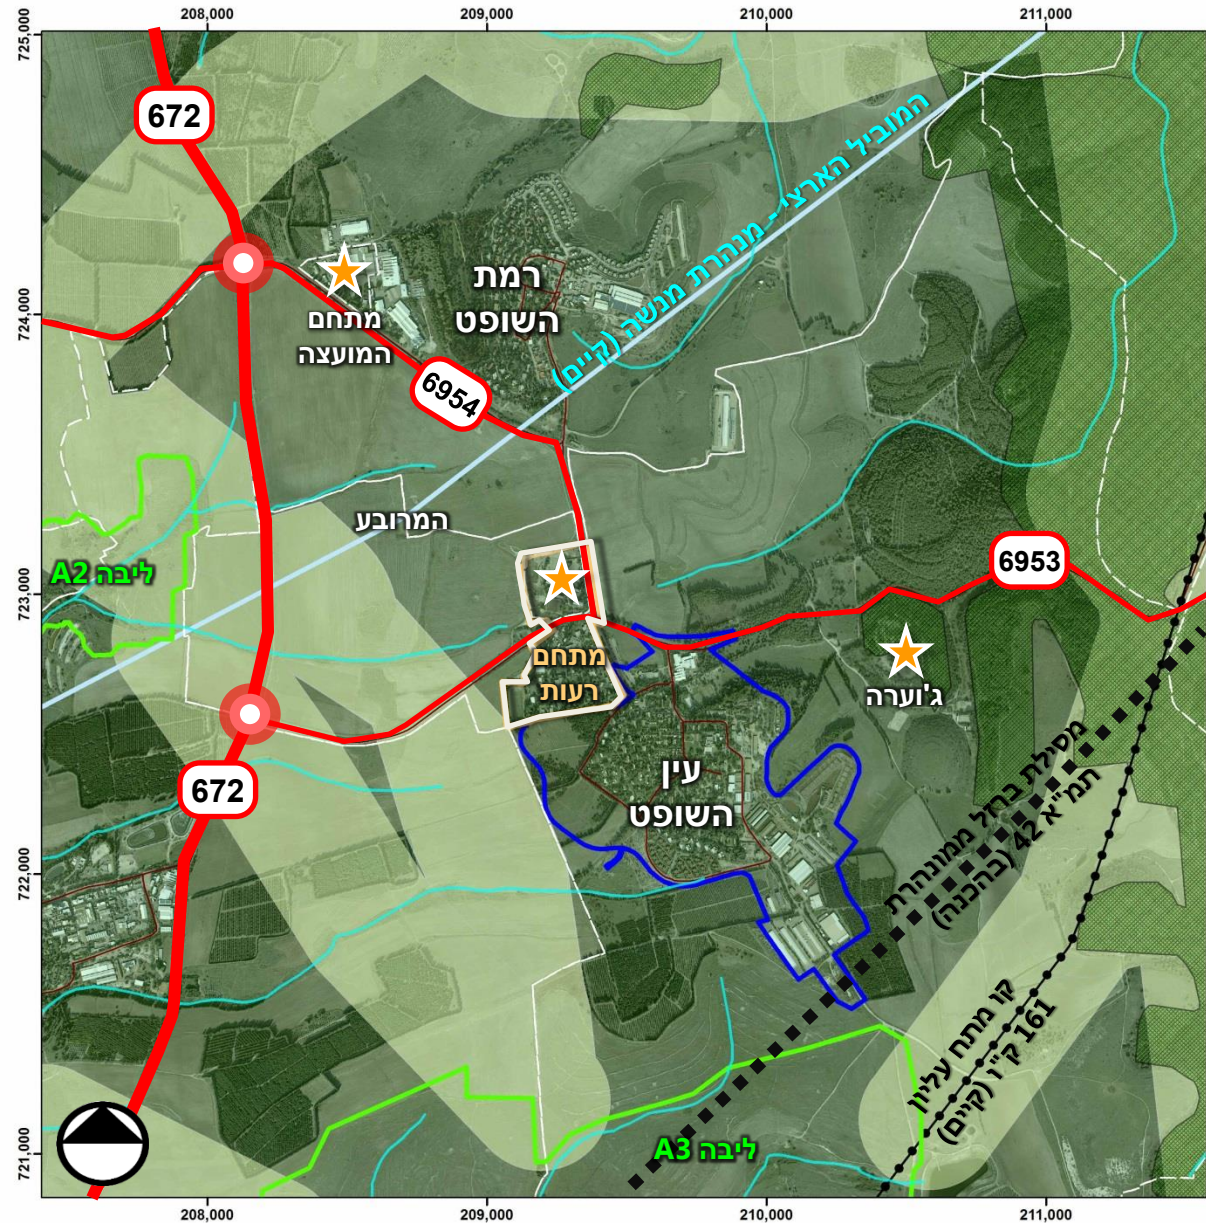 208,000
209,000
210,000
211,000
725,000
672
המוביל הארצי - מנהרת מנשה (קיים)
רמת
השופט
מתחם
המועצה
724,000
6954
המרובע
ליבה A2
6953
723,000
מתחם
רעות
ג'וערה
עין
השופט
672
מסילת ברזל ממונהרת
תמ"א 42 (בהכנה)
722,000
קו מתח עליון
161 ק"ו (קיים)
ליבה A3
721,000
208,000
209,000
210,000
211,000